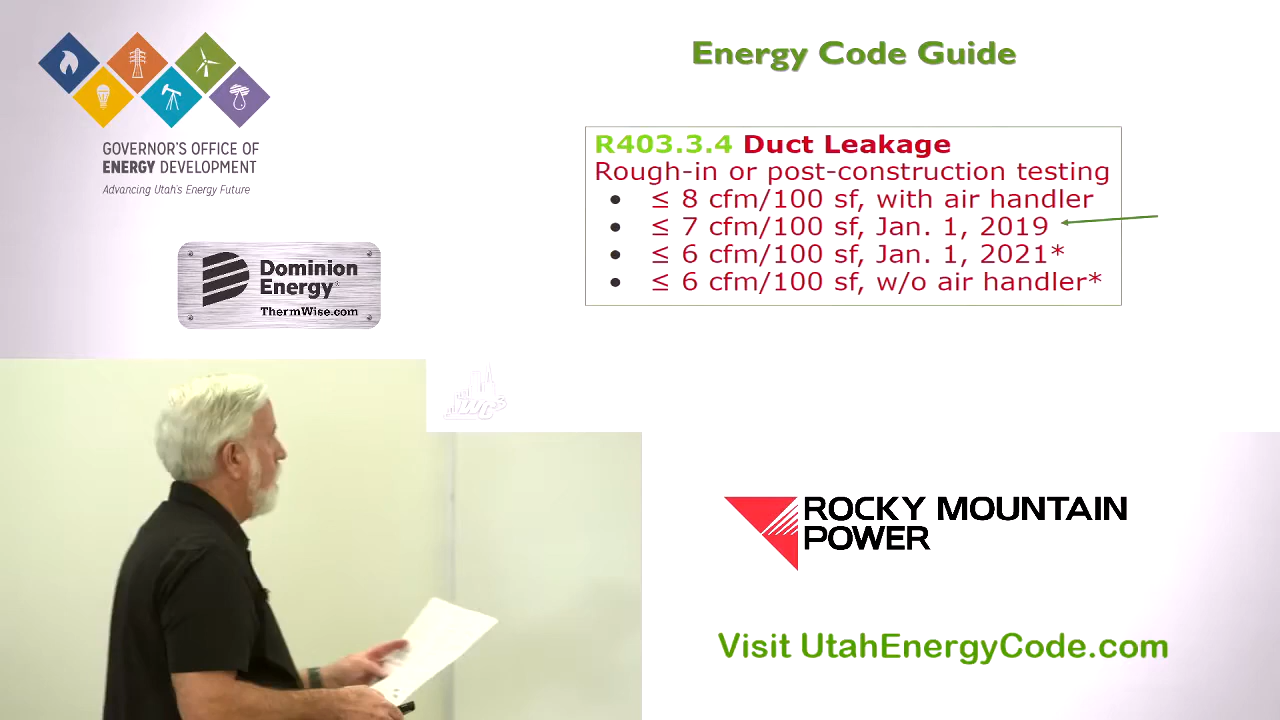 Energy Code Guide
GOVERNOR'S OFFICE OF
ENERGY DEVELOPMENT
Advancing Utah's Energy Future
R403.3.4 Duct Leakage
Rough-in or post-construction testing
• ≤ 8 cfm/100 sf, with air handler
• ≤ 7 cfm/100 sf, Jan. 1, 2019
• ≤ 6 cfm/100 sf, Jan. 1, 2021*
• ≤ 6 cfm/100 sf, w/o air handler*
Dominion
Energy®
ThermWise.com
ROCKY MOUNTAIN
POWER
Visit UtahEnergyCode.com